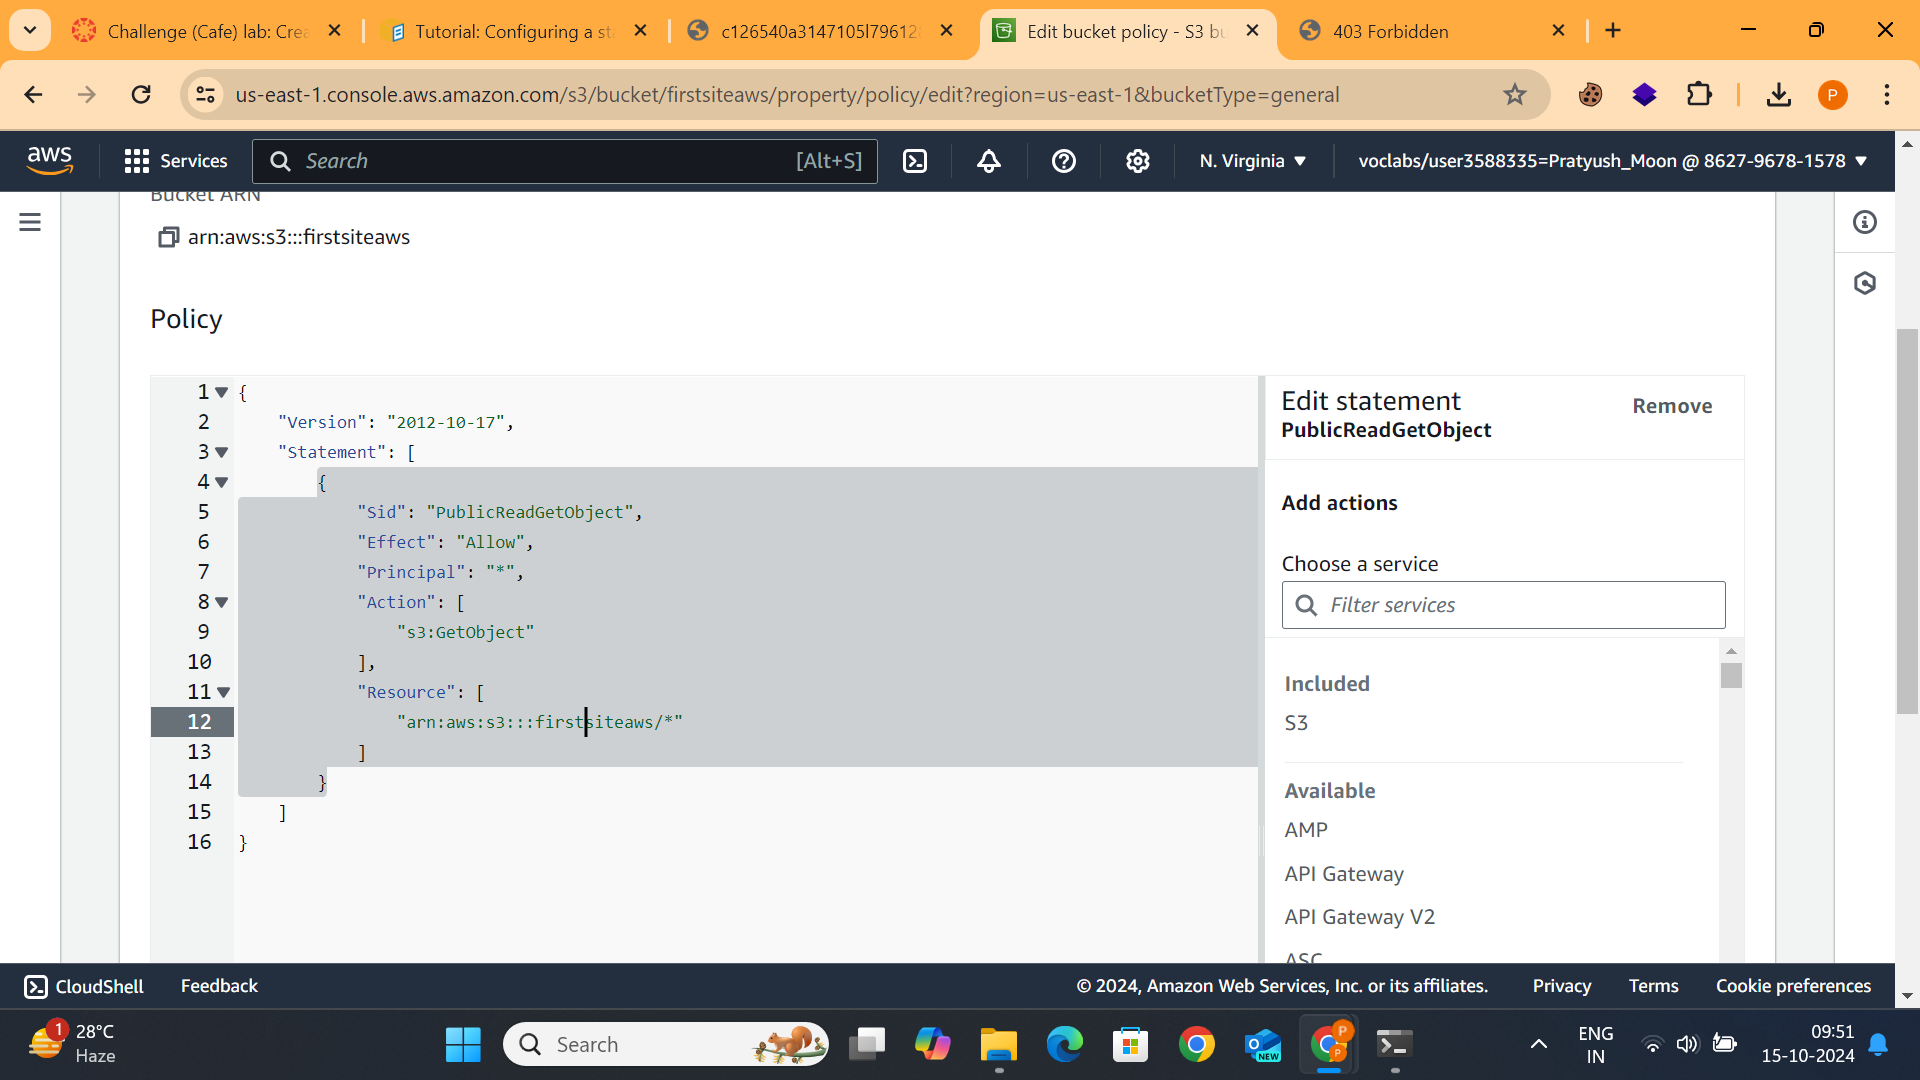 Challenge (Cafe) lab: Crea
Tutorial: Configuring a st
c126540a3147105l796128
Edit bucket policy - S3 bu
403 Forbidden
us-east-1.console.aws.amazon.com/s3/bucket/firstsiteaws/property/policy/edit?region=us-east-1&bucketType=general
P
aws
Services
Search
[Alt+S]
N. Virginia
voclabs/user3588335=Pratyush_Moon @ 8627-9678-1578
Bucket ARN
arn:aws:s3:::firstsiteaws
Policy
1 {
2 "Version": "2012-10-17",
3 "Statement": [
4 {
5 "Sid": "PublicReadGetObject",
6 "Effect": "Allow",
7 "Principal": "*",
8 "Action": [
9 "s3:GetObject"
10 ],
11 "Resource": [
12 "arn:aws:s3:::firstsiteaws/*"
13 ]
14 }
15 ]
16 }
Edit statement
Remove
PublicReadGetObject
Add actions
Choose a service
Filter services
Included
S3
Available
AMP
API Gateway
API Gateway V2
ASC
CloudShell
Feedback
© 2024, Amazon Web Services, Inc. or its affiliates.
Privacy
Terms
Cookie preferences
1
28°C
Haze
Search
NEW
P
P
ENG
IN
09:51
15-10-2024